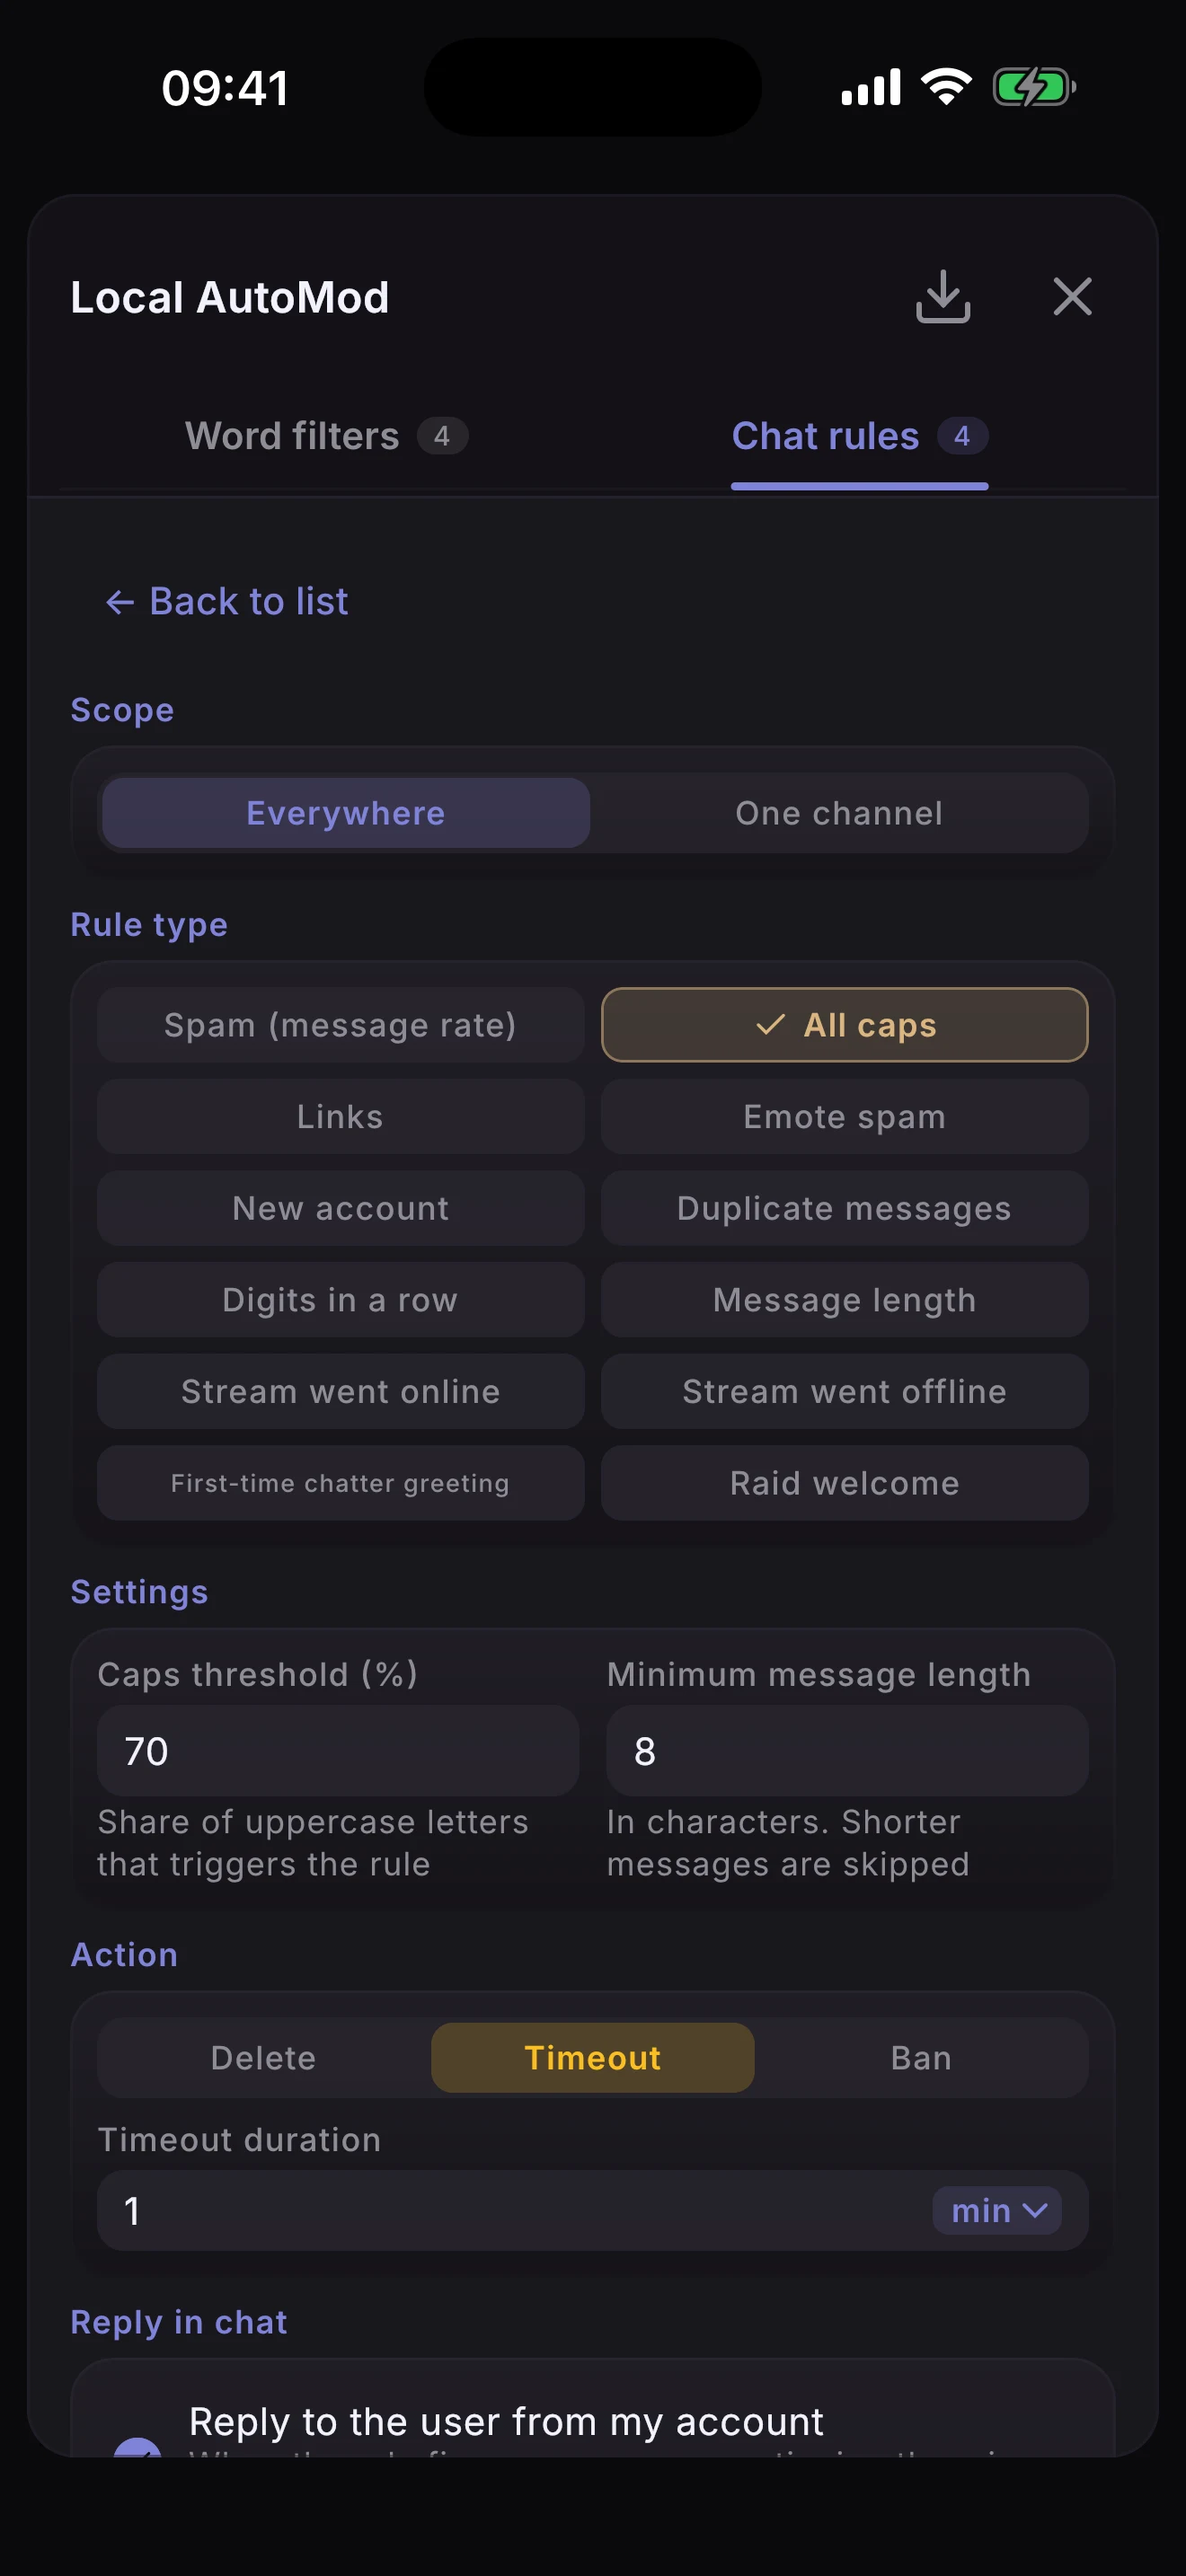 09:41
Local AutoMod
Word filters 4
Chat rules 4
← Back to list
Scope
Everywhere
One channel
Rule type
Spam (message rate)
✓ All caps
Links
Emote spam
New account
Duplicate messages
Digits in a row
Message length
Stream went online
Stream went offline
First-time chatter greeting
Raid welcome
Settings
Caps threshold (%)
Minimum message length
70
8
Share of uppercase letters
that triggers the rule
In characters. Shorter
messages are skipped
Action
Delete
Timeout
Ban
Timeout duration
1
min
Reply in chat
Reply to the user from my account